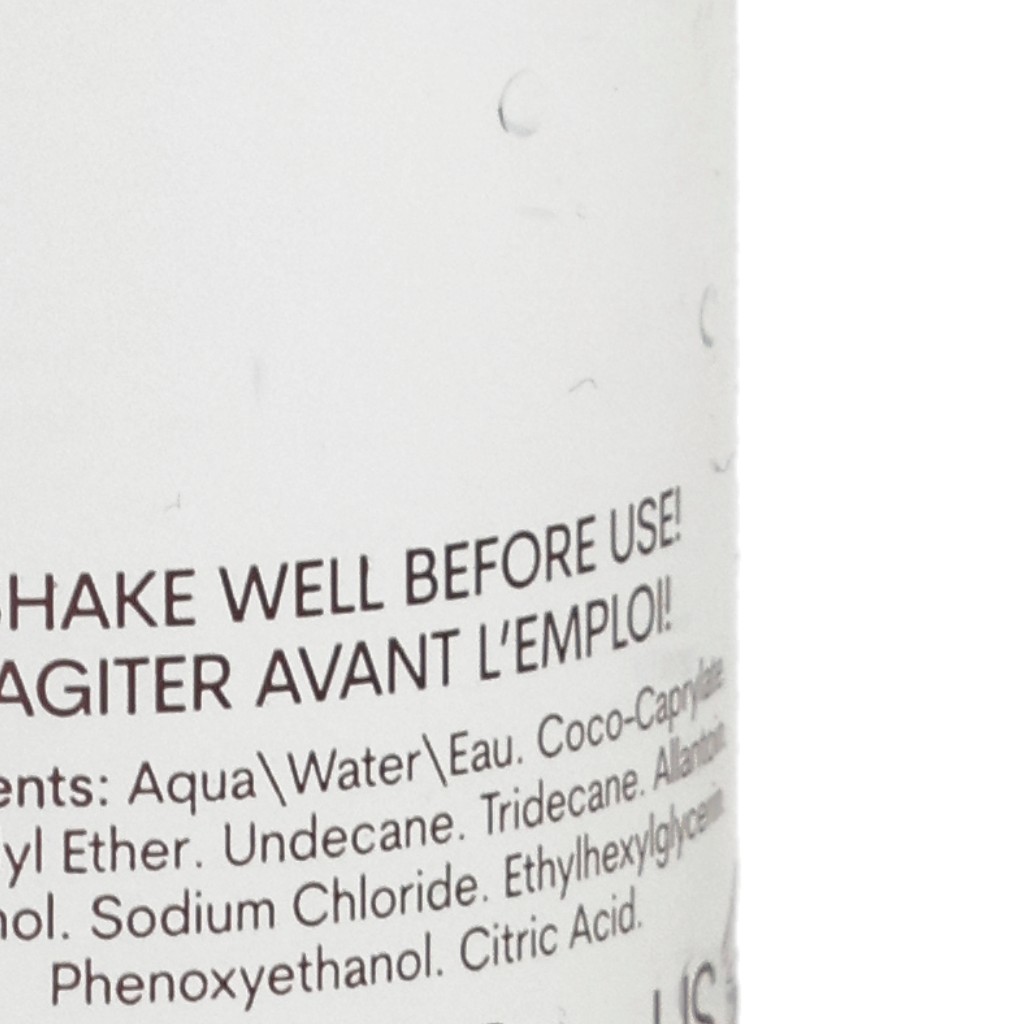 SHAKE WELL BEFORE USE!
AGITER AVANT L'EMPLOI!
ents: Aqua\Water\Eau. Coco-Caprylate.
yl Ether. Undecane. Tridecane. Allantoin.
nol. Sodium Chloride. Ethylhexylglycerin.
Phenoxyethanol. Citric Acid.